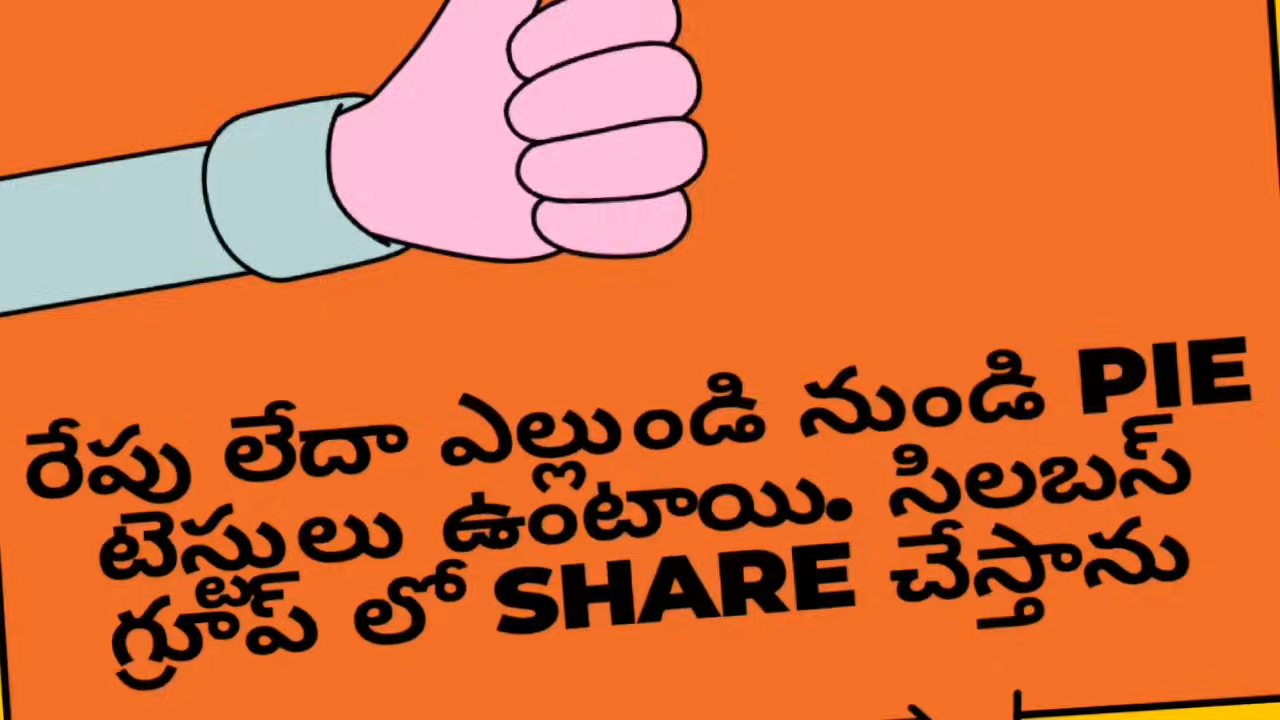 రేపు లేదా ఎల్లుండి నుండి PIE
టెస్టులు ఉంటాయి. సిలబస్
గ్రూప్ లో SHARE చేస్తాను